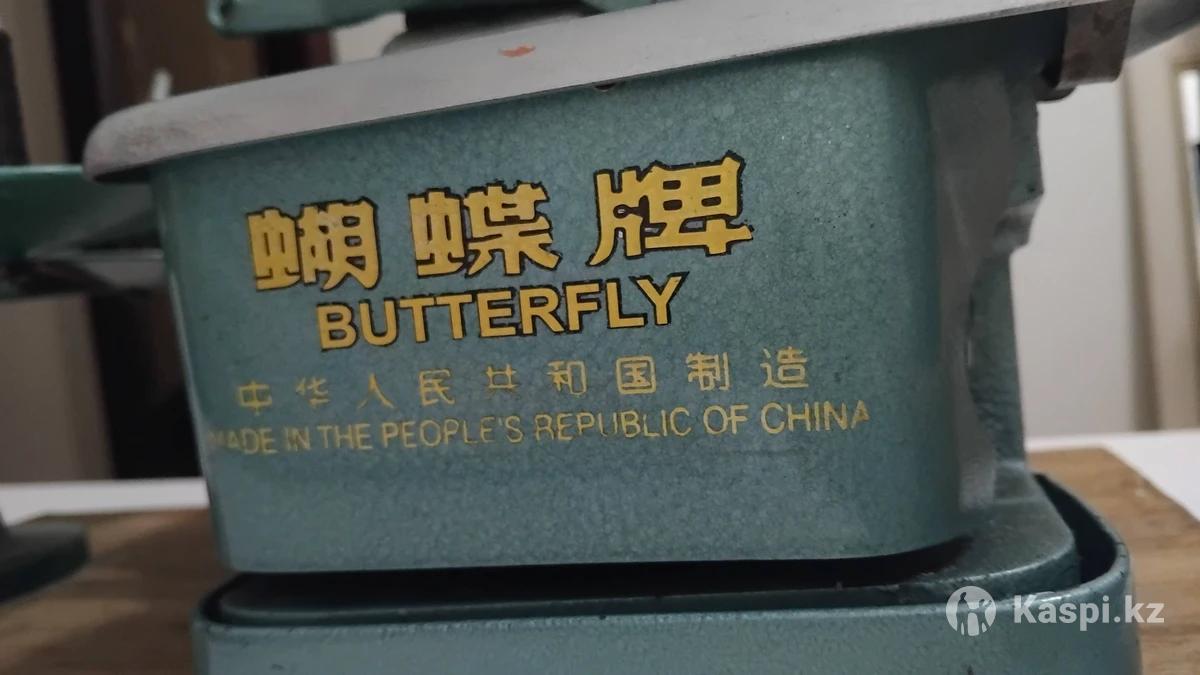 蝴蝶牌
BUTTERFLY
中华人民共和国制造
MADE IN THE PEOPLE'S REPUBLIC OF CHINA
Kaspi.kz